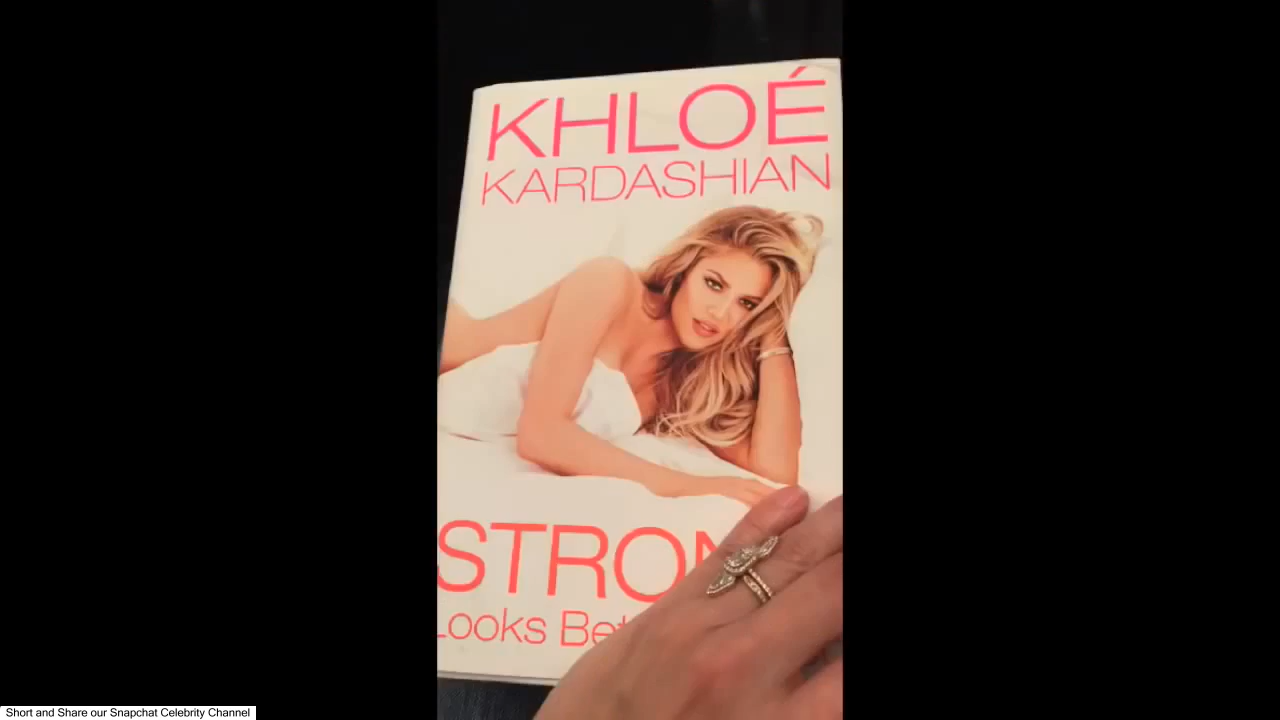 KHLOÉ
KARDASHIAN
STRON
Looks Bet
Short and Share our Snapchat Celebrity Channel